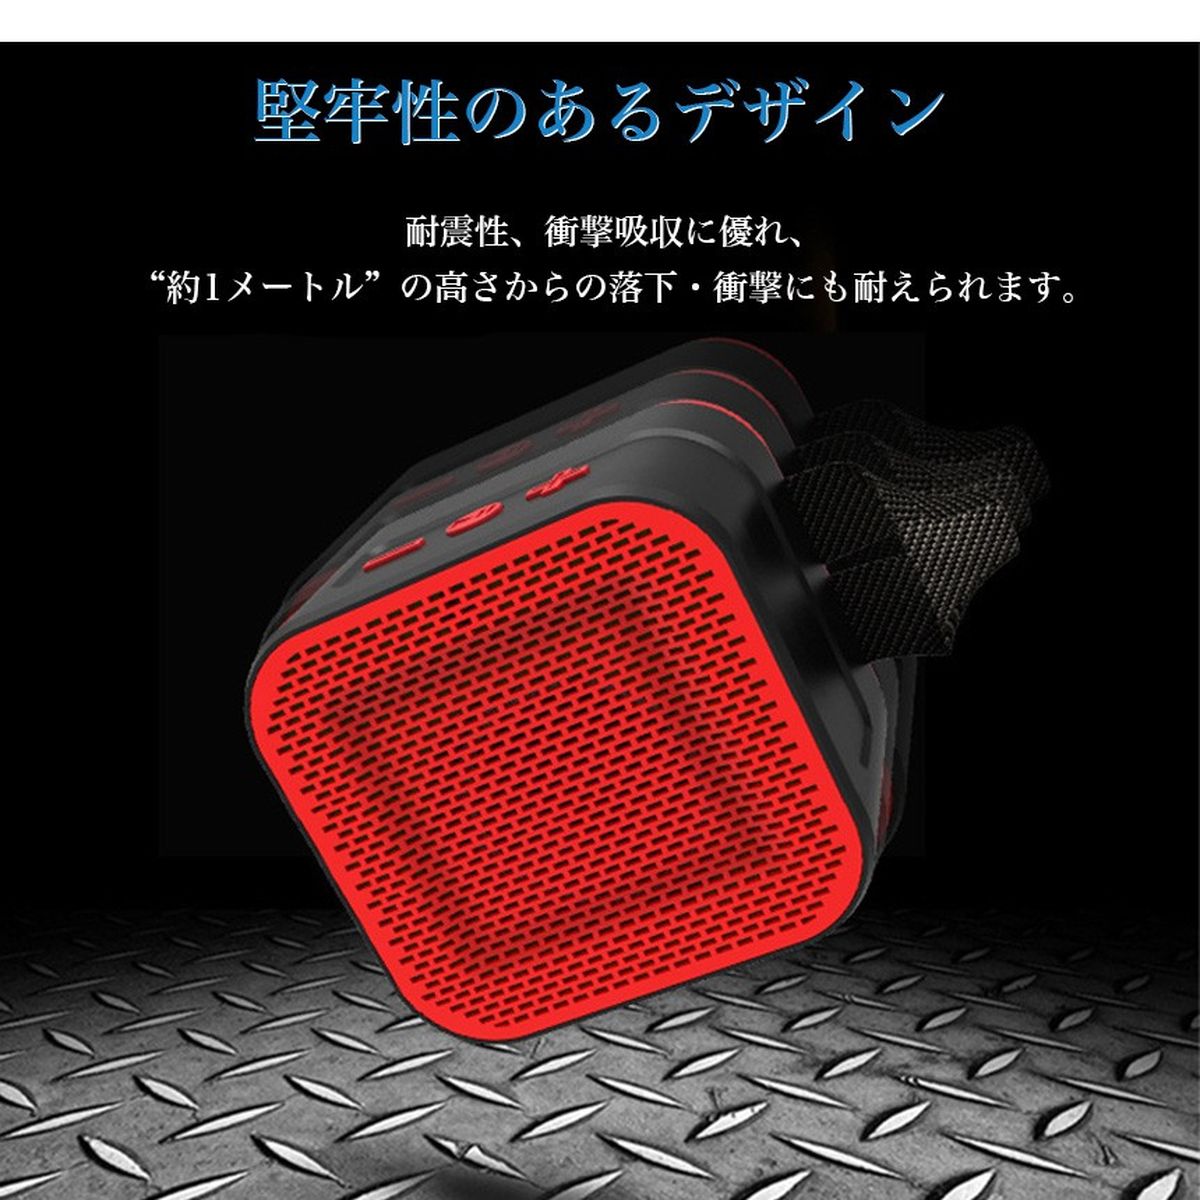 堅牢性のあるデザイン
耐震性、衝撃吸収に優れ、
“約1メートル”の高さからの落下・衝撃にも耐えられます。